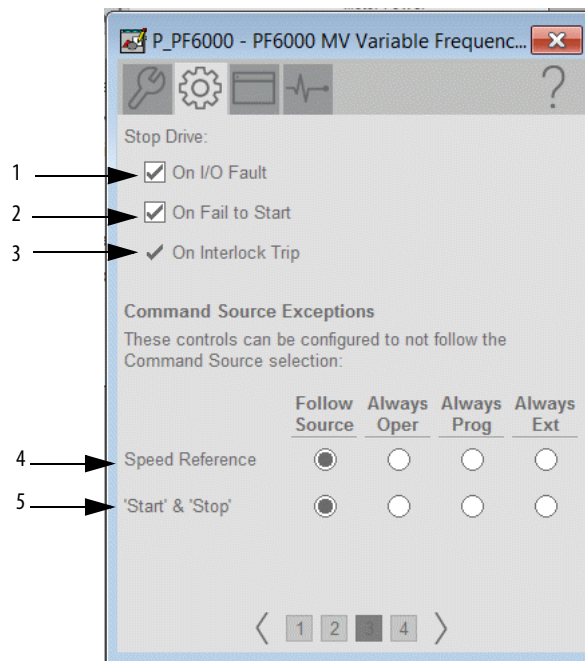 P_PF6000 - PF6000 MV Variable Frequenc...
?
Stop Drive:
1 On I/O Fault
2 On Fail to Start
3 On Interlock Trip
Command Source Exceptions
These controls can be configured to not follow the
Command Source selection:
Follow Always Always Always
Source Oper Prog Ext
4 Speed Reference
5 'Start' & 'Stop'
1 2 3 4